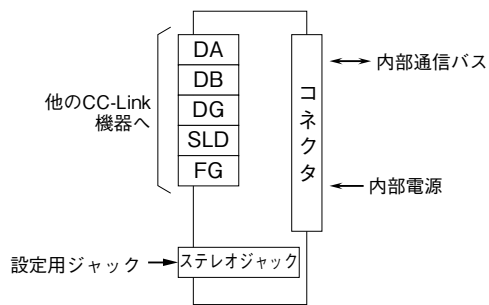 DA
DB
DG
SLD
FG
他のCC-Link
機器へ
コネクタ
内部通信バス
内部電源
設定用ジャック
ステレオジャック